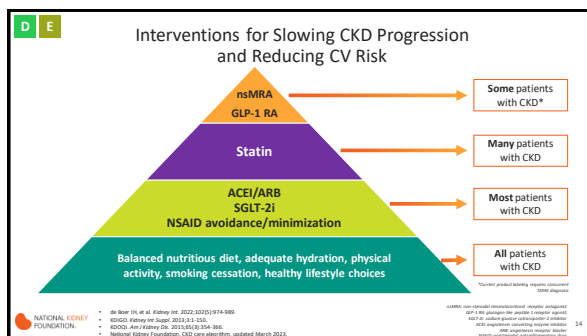 D E
Interventions for Slowing CKD Progression
and Reducing CV Risk
nsMRA
GLP-1 RA
Some patients
with CKD*
Statin
Many patients
with CKD
ACEI/ARB
SGLT-2i
NSAID avoidance/minimization
Most patients
with CKD
Balanced nutritious diet, adequate hydration, physical
activity, smoking cessation, healthy lifestyle choices
All patients
with CKD
*Current product labeling requires concurrent
T2DM diagnosis
NATIONAL KIDNEY
FOUNDATION.
• de Boer IH, et al. Kidney Int. 2022;102(5):974-989.
• KDIGO. Kidney Int Suppl. 2013;3:1-150.
• KDOQI. Am J Kidney Dis. 2015;65(3):354-366.
• National Kidney Foundation. CKD care algorithm, updated March 2023.
nsMRA: non-steroidal mineralocorticoid receptor antagonist
GLP-1 RA: glucagon-like peptide 1 receptor agonist
SGLT-2i: sodium-glucose cotransporter-2 inhibitor
ACEI: angiotensin converting enzyme inhibitor
ARB: angiotensin receptor blocker
14